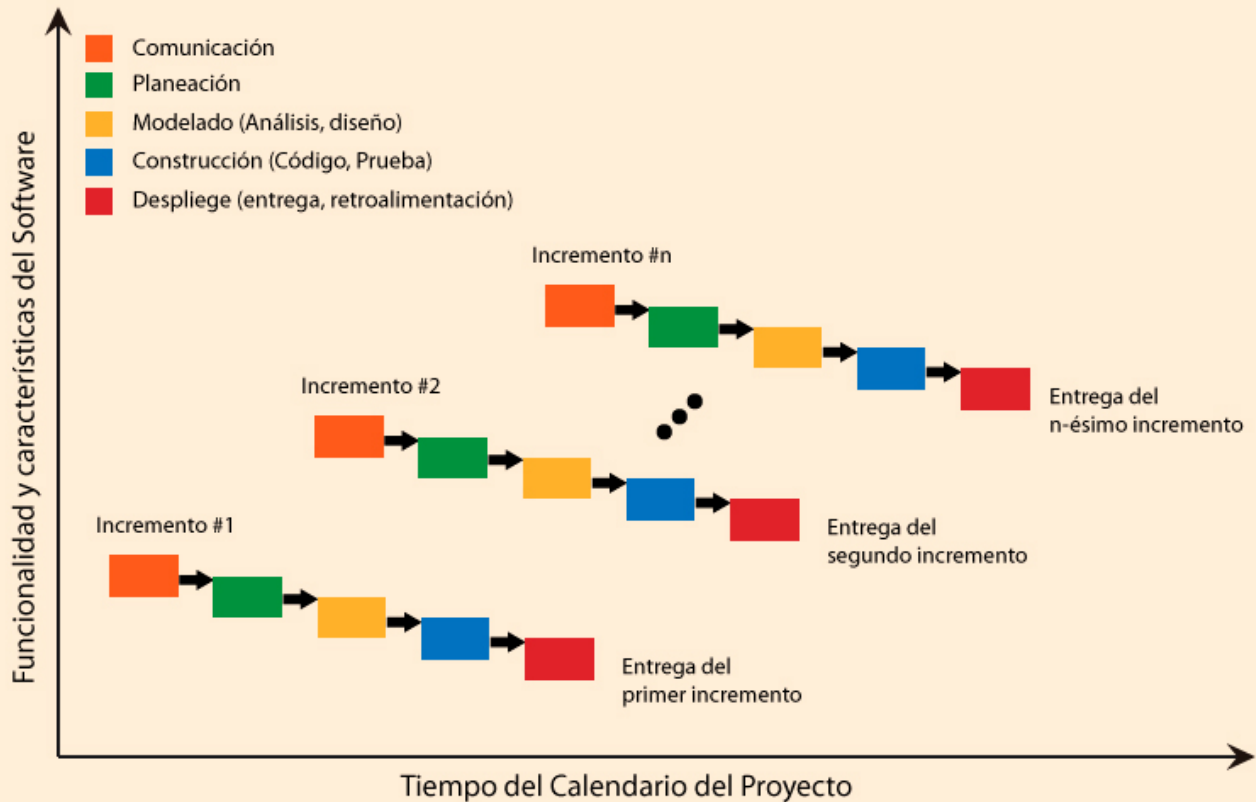 Comunicación
Planeación
Modelado (Análisis, diseño)
Construcción (Código, Prueba)
Despliege (entrega, retroalimentación)
Funcionalidad y características del Software
Incremento #n
Entrega del
n-ésimo incremento
Incremento #2
Entrega del
segundo incremento
Incremento #1
Entrega del
primer incremento
Tiempo del Calendario del Proyecto